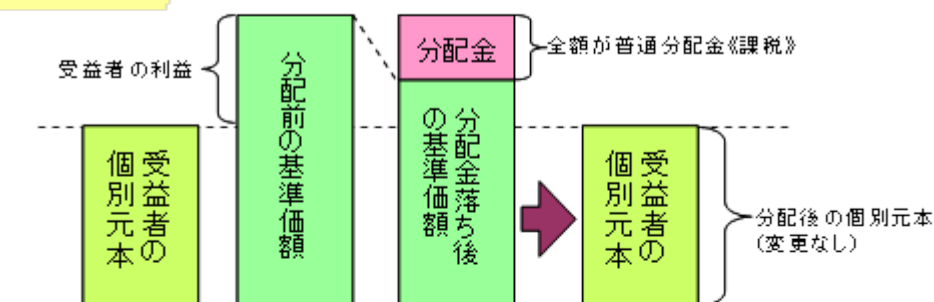 受益者の利益
受益者の
個別元本
分配前の基準価額
分配金
全額が普通分配金《課税》
分配金落ち後
の基準価額
受益者の
個別元本
分配後の個別元本
(変更なし)